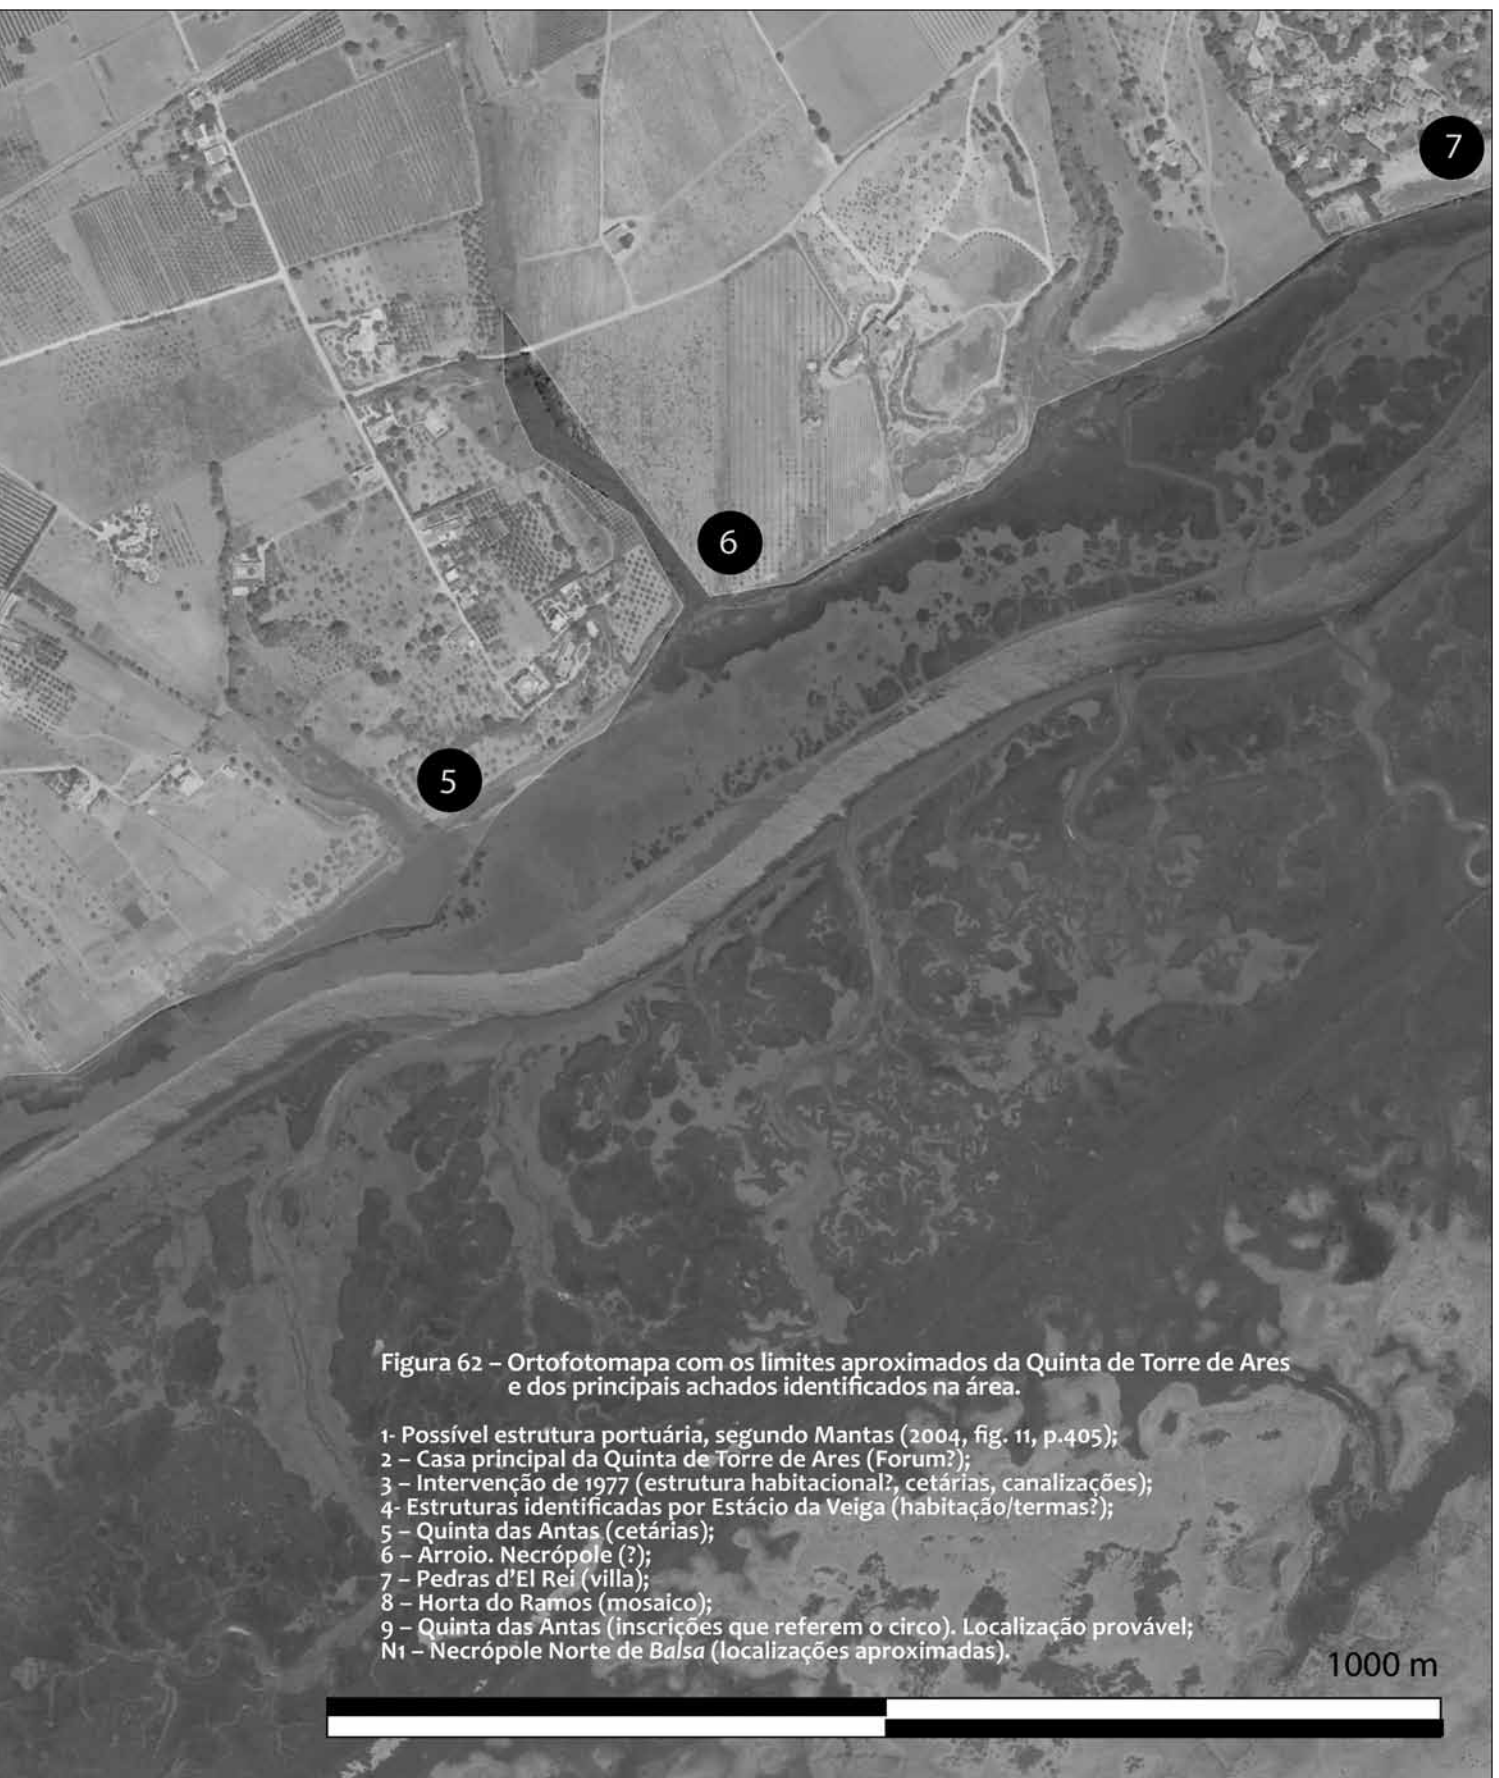 7
6
5
Figura 62 – Ortofotomapa com os limites aproximados da Quinta de Torre de Ares
e dos principais achados identificados na área.
1- Possível estrutura portuária, segundo Mantas (2004, fig. 11, p.405);
2 – Casa principal da Quinta de Torre de Ares (Forum?);
3 – Intervenção de 1977 (estrutura habitacional?, cetárias, canalizações);
4- Estruturas identificadas por Estácio da Veiga (habitação/termas?);
5 – Quinta das Antas (cetárias);
6 – Arroio. Necrópole (?);
7 – Pedras d'El Rei (villa);
8 – Horta do Ramos (mosaico);
9 – Quinta das Antas (inscrições que referem o circo). Localização provável;
N1 – Necrópole Norte de Balsa (localizações aproximadas).
1000 m